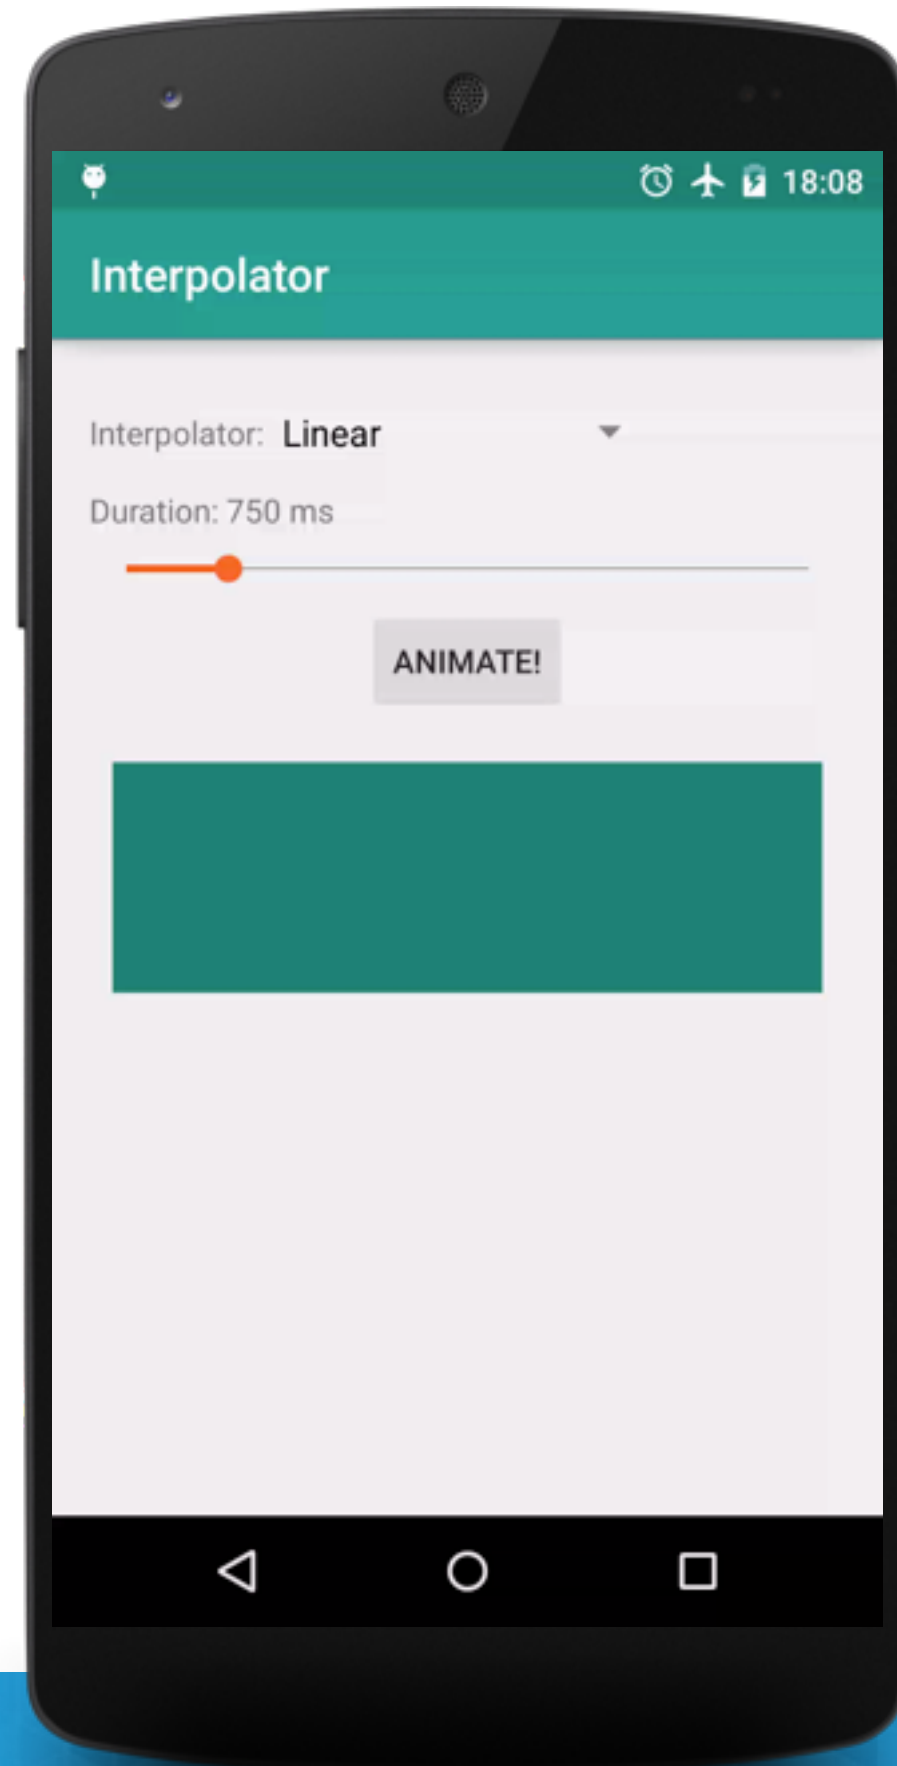 18:08
Interpolator
Interpolator: Linear
Duration: 750 ms
ANIMATE!